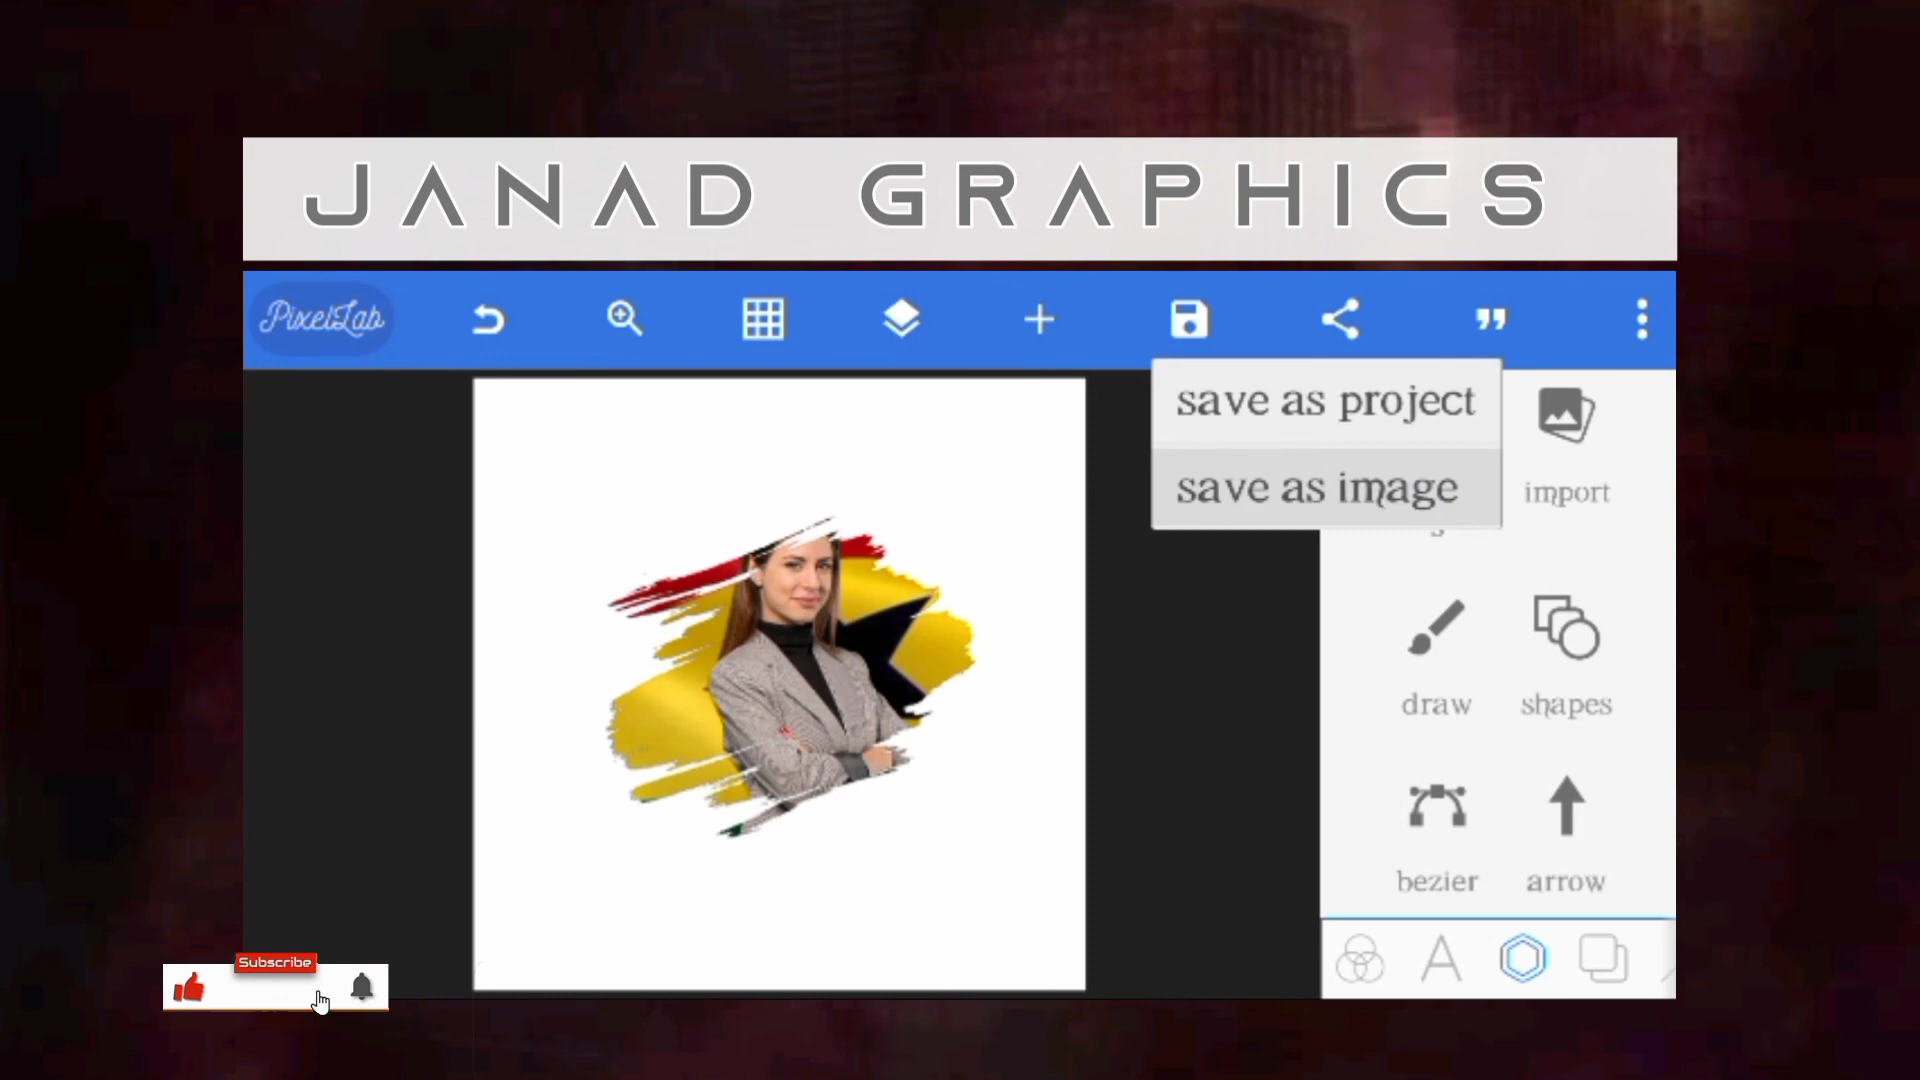 JANAD GRAPHICS
PixelLab
save as project
save as image
import
draw
shapes
bezier
arrow
Subscribe